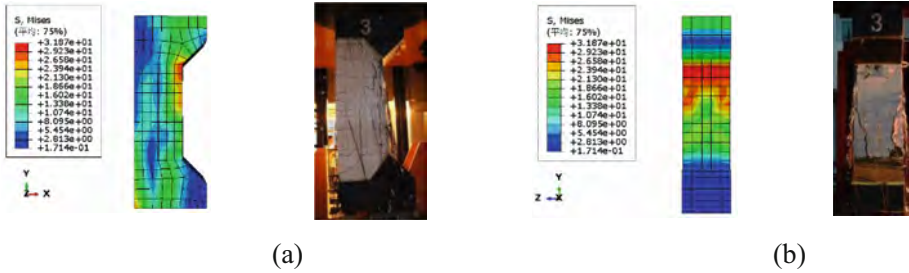 S, Mises
(平均: 75%)
+3.187e+01
+2.923e+01
+2.658e+01
+2.394e+01
+2.130e+01
+1.866e+01
+1.602e+01
+1.338e+01
+1.074e+01
+8.095e+00
+5.454e+00
+2.813e+00
+1.714e-01
Y
Z
X
3
(a)
S, Mises
(平均: 75%)
+3.187e+01
+2.923e+01
+2.658e+01
+2.394e+01
+2.130e+01
+1.866e+01
+1.602e+01
+1.338e+01
+1.074e+01
+8.095e+00
+5.454e+00
+2.813e+00
+1.714e-01
Y
Z
X
3
(b)